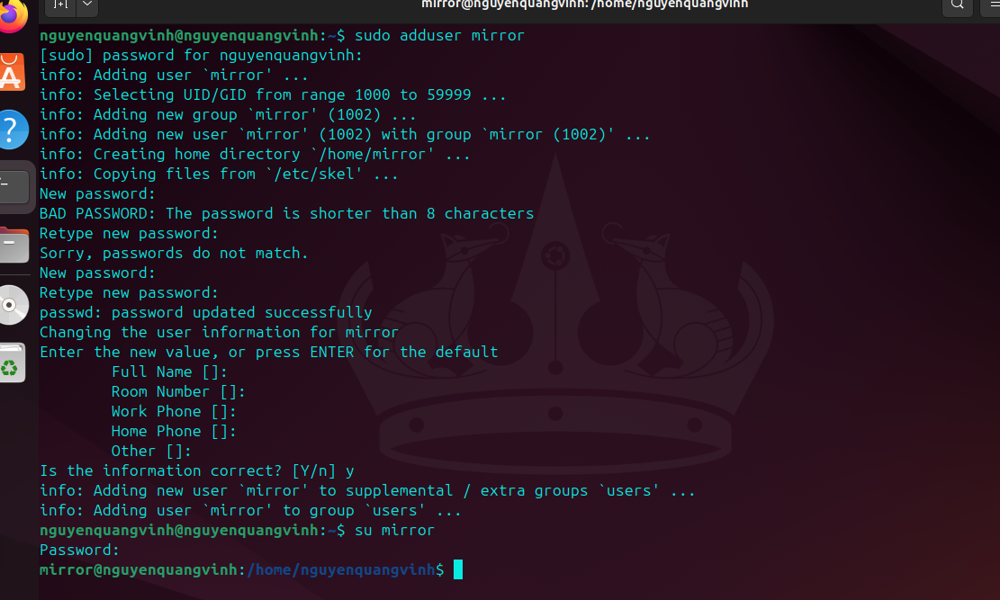 mirror@nguyenquangvinh: /home/nguyenquangvinh
nguyenquangvinh@nguyenquangvinh:~$ sudo adduser mirror
[sudo] password for nguyenquangvinh:
info: Adding user `mirror' ...
info: Selecting UID/GID from range 1000 to 59999 ...
info: Adding new group `mirror' (1002) ...
info: Adding new user `mirror' (1002) with group `mirror (1002)' ...
info: Creating home directory `/home/mirror' ...
info: Copying files from `/etc/skel' ...
New password:
BAD PASSWORD: The password is shorter than 8 characters
Retype new password:
Sorry, passwords do not match.
New password:
Retype new password:
passwd: password updated successfully
Changing the user information for mirror
Enter the new value, or press ENTER for the default
Full Name []:
Room Number []:
Work Phone []:
Home Phone []:
Other []:
Is the information correct? [Y/n] y
info: Adding new user `mirror' to supplemental / extra groups `users' ...
info: Adding user `mirror' to group `users' ...
nguyenquangvinh@nguyenquangvinh:~$ su mirror
Password:
mirror@nguyenquangvinh:/home/nguyenquangvinh$